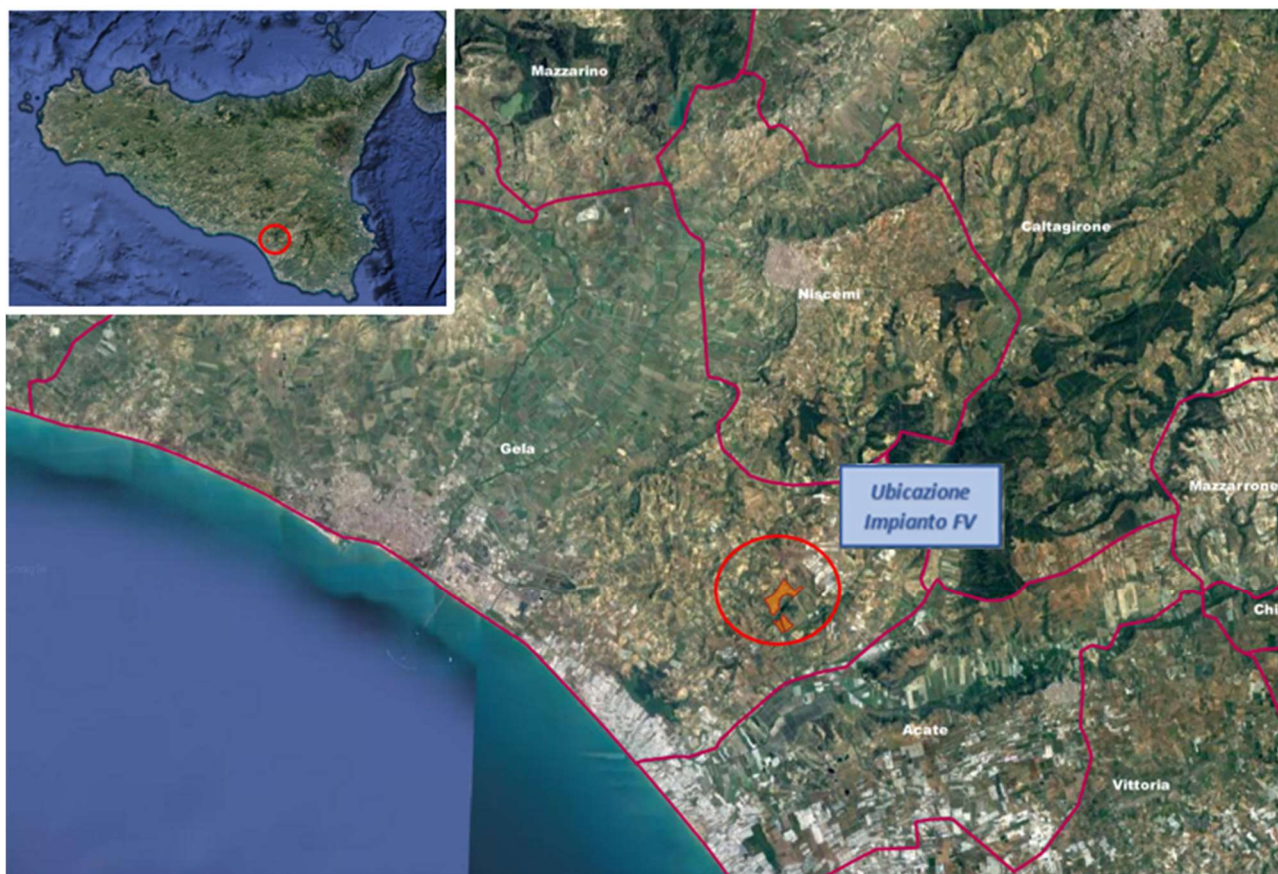 Mazzarino
Caltagirone
Niscemi
Gela
Ubicazione
Impianto FV
Mazzarrone
Chi
Acate
Vittoria